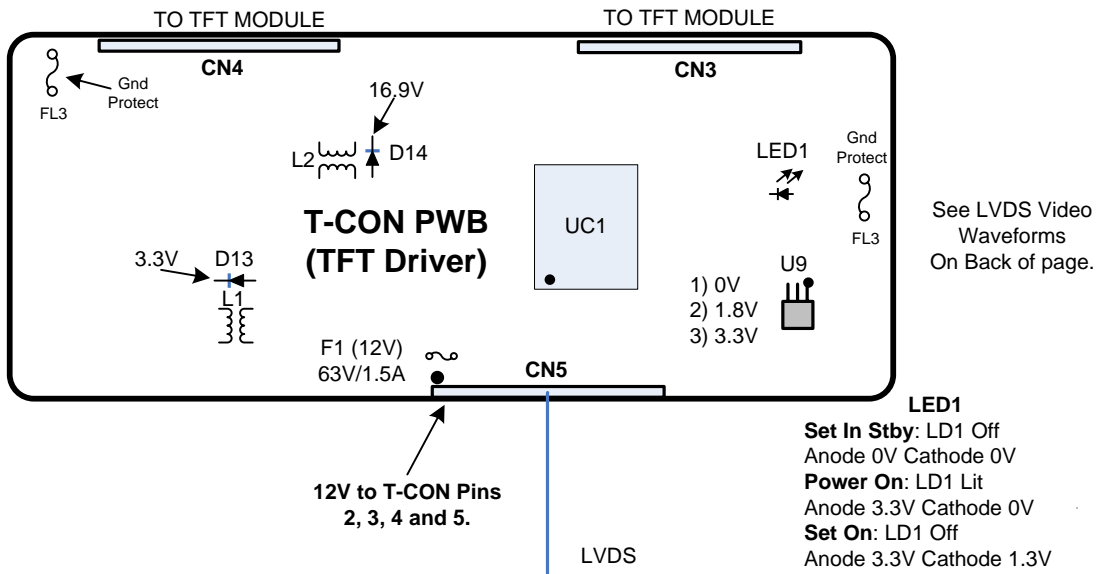 TO TFT MODULE
TO TFT MODULE
CN4
CN3
Gnd
Protect
FL3
16.9V
L2
D14
LED1
Gnd
Protect
FL3
T-CON PWB
(TFT Driver)
UC1
See LVDS Video
Waveforms
On Back of page.
3.3V
D13
L1
U9
1) 0V
2) 1.8V
3) 3.3V
F1 (12V)
63V/1.5A
CN5
12V to T-CON Pins
2, 3, 4 and 5.
LVDS
LED1
Set In Stby: LD1 Off
Anode 0V Cathode 0V
Power On: LD1 Lit
Anode 3.3V Cathode 0V
Set On: LD1 Off
Anode 3.3V Cathode 1.3V